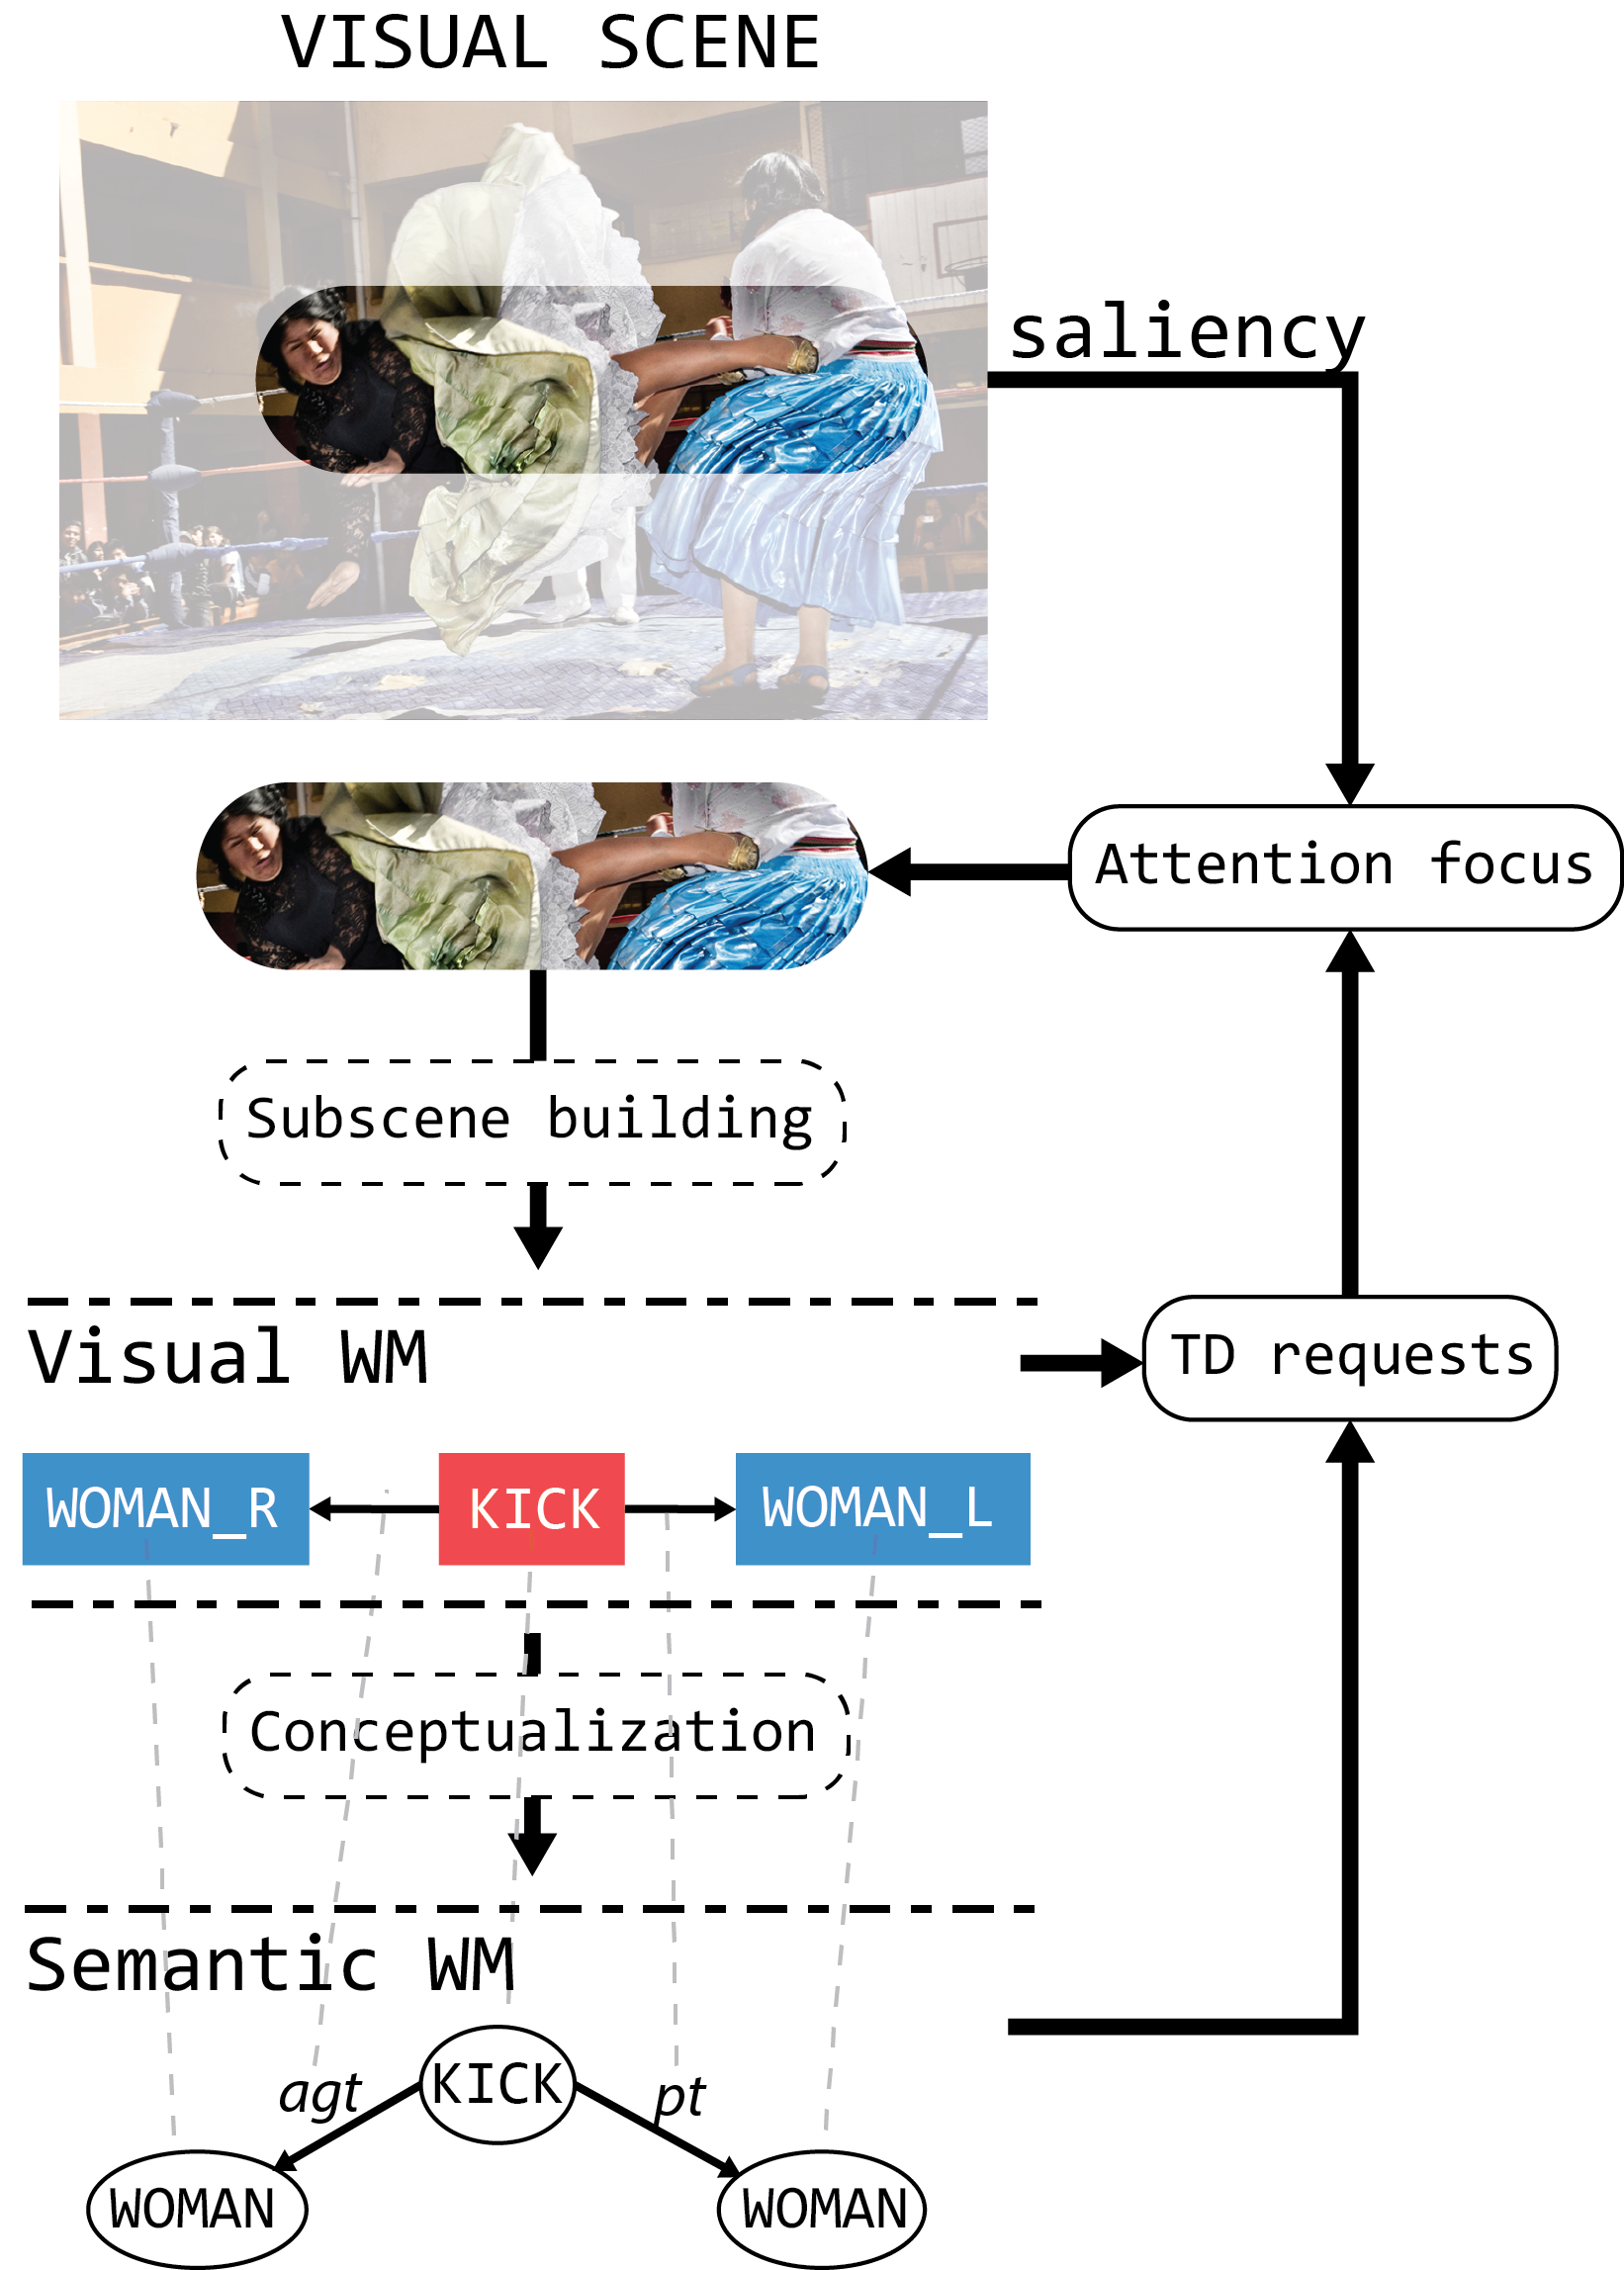 VISUAL SCENE
saliency
Attention focus
Subscene building
Visual WM
TD requests
WOMAN_R
KICK
WOMAN_L
Conceptualization
Semantic WM
KICK
agt
pt
WOMAN
WOMAN